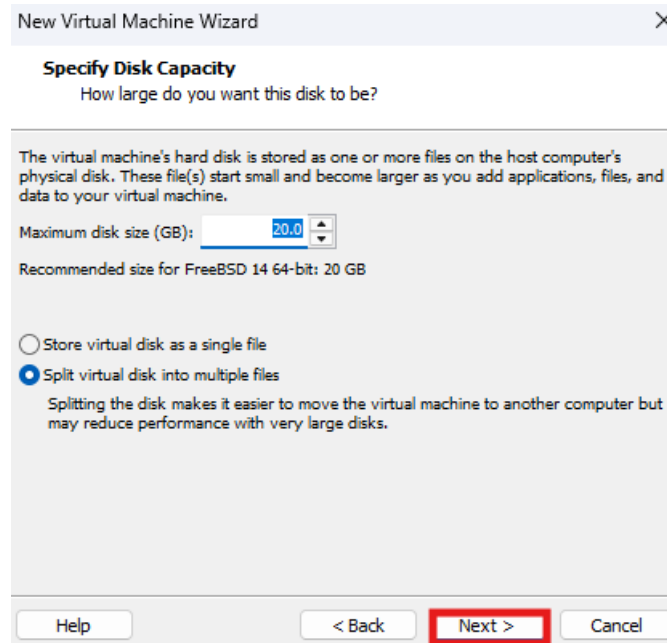 New Virtual Machine Wizard
Specify Disk Capacity
How large do you want this disk to be?
The virtual machine's hard disk is stored as one or more files on the host computer's
physical disk. These file(s) start small and become larger as you add applications, files, and
data to your virtual machine.
Maximum disk size (GB): 20.0
Recommended size for FreeBSD 14 64-bit: 20 GB
Store virtual disk as a single file
Split virtual disk into multiple files
Splitting the disk makes it easier to move the virtual machine to another computer but
may reduce performance with very large disks.
Help < Back Next > Cancel